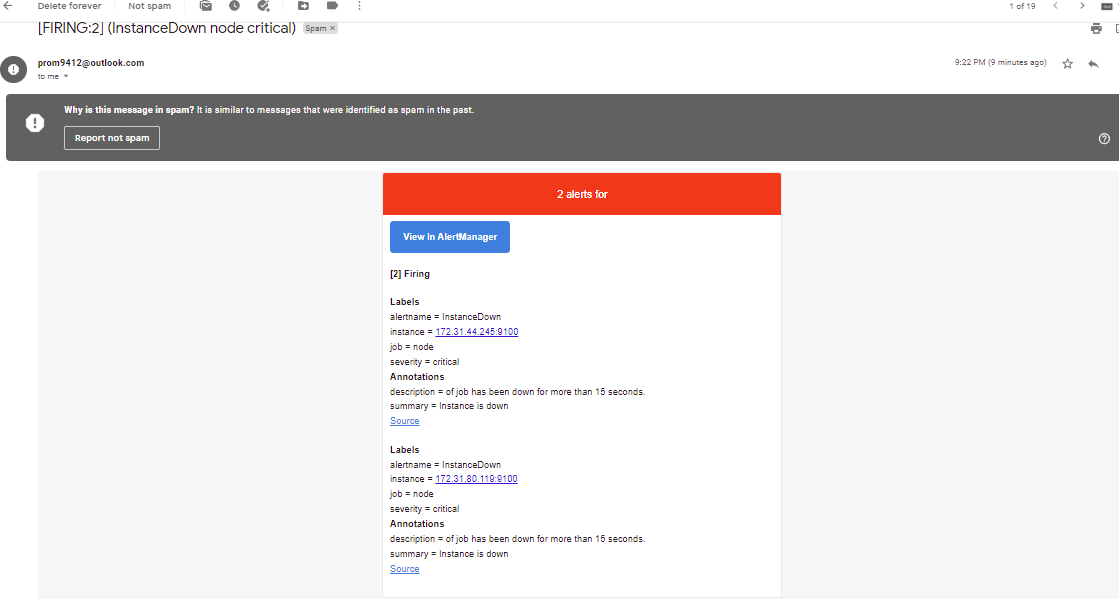 Delete forever Not spam 1 of 19
[FIRING:2] (InstanceDown node critical) Spam ×
prom9412@outlook.com 9:22 PM (9 minutes ago)
to me
Why is this message in spam? It is similar to messages that were identified as spam in the past.
Report not spam
2 alerts for
View In AlertManager
[2] Firing
Labels
alertname = InstanceDown
instance = 172.31.44.245:9100
job = node
severity = critical
Annotations
description = of job has been down for more than 15 seconds.
summary = Instance is down
Source
Labels
alertname = InstanceDown
instance = 172.31.80.119:9100
job = node
severity = critical
Annotations
description = of job has been down for more than 15 seconds.
summary = Instance is down
Source